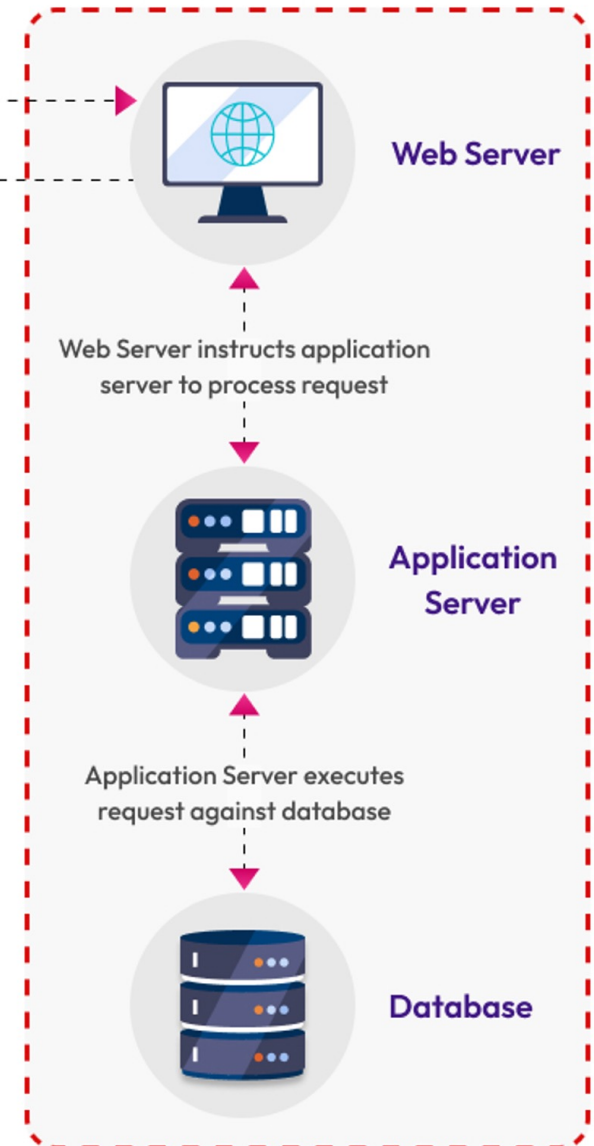 Web Server
Web Server instructs application
server to process request
Application
Server
Application Server executes
request against database
Database